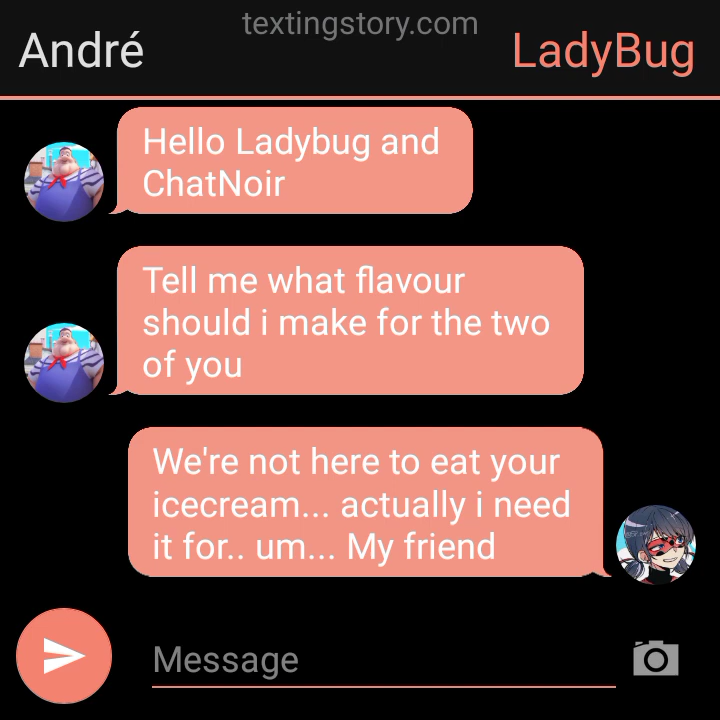 textingstory.com
André
LadyBug
Hello Ladybug and
ChatNoir
Tell me what flavour
should i make for the two
of you
We're not here to eat your
icecream... actually i need
it for.. um... My friend
Message